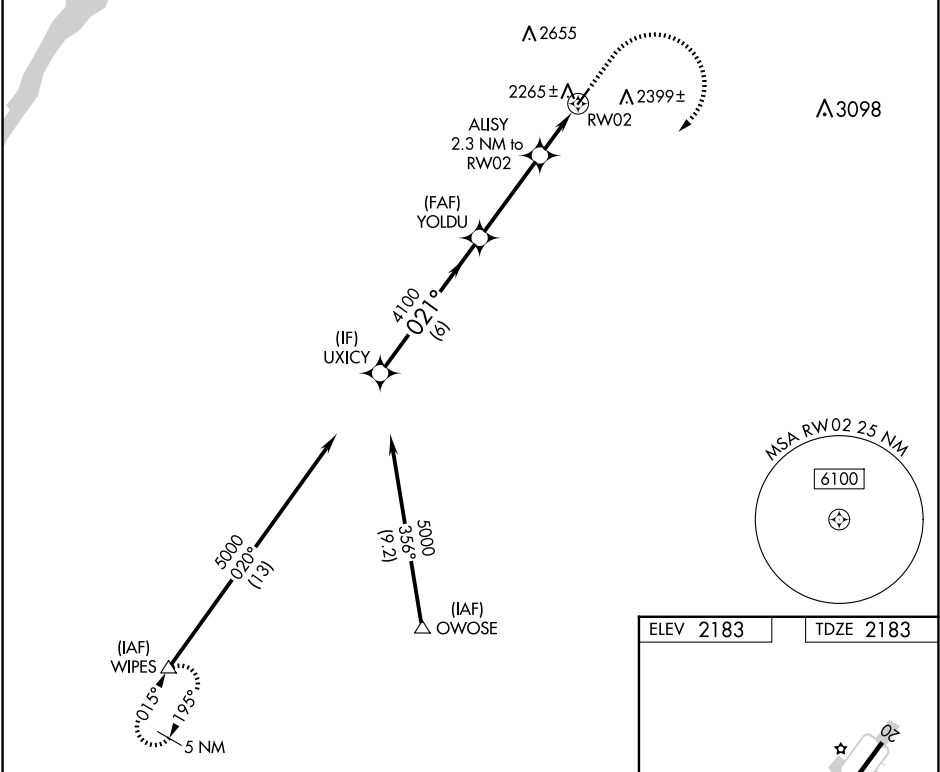 2655
2265±
2399±
RW02
3098
ALISY
2.3 NM to
RW02
(FAF)
YOLDU
4100
021°
(6)
(IF)
UXICY
MSA RW02 25 NM
6100
5000
020°
(13)
5000
356°
(9.2)
(IAF)
OWOSE
(IAF)
WIPES
015°
195°
5 NM
ELEV 2183
TDZE 2183
20